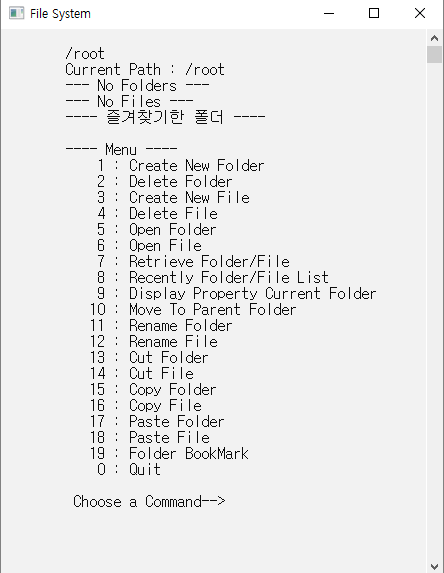 File System
/root
Current Path : /root
--- No Folders ---
--- No Files ---
---- 즐겨찾기한 폴더 ----
---- Menu ----
1 : Create New Folder
2 : Delete Folder
3 : Create New File
4 : Delete File
5 : Open Folder
6 : Open File
7 : Retrieve Folder/File
8 : Recently Folder/File List
9 : Display Property Current Folder
10 : Move To Parent Folder
11 : Rename Folder
12 : Rename File
13 : Cut Folder
14 : Cut File
15 : Copy Folder
16 : Copy File
17 : Paste Folder
18 : Paste File
19 : Folder BookMark
0 : Quit
Choose a Command-->